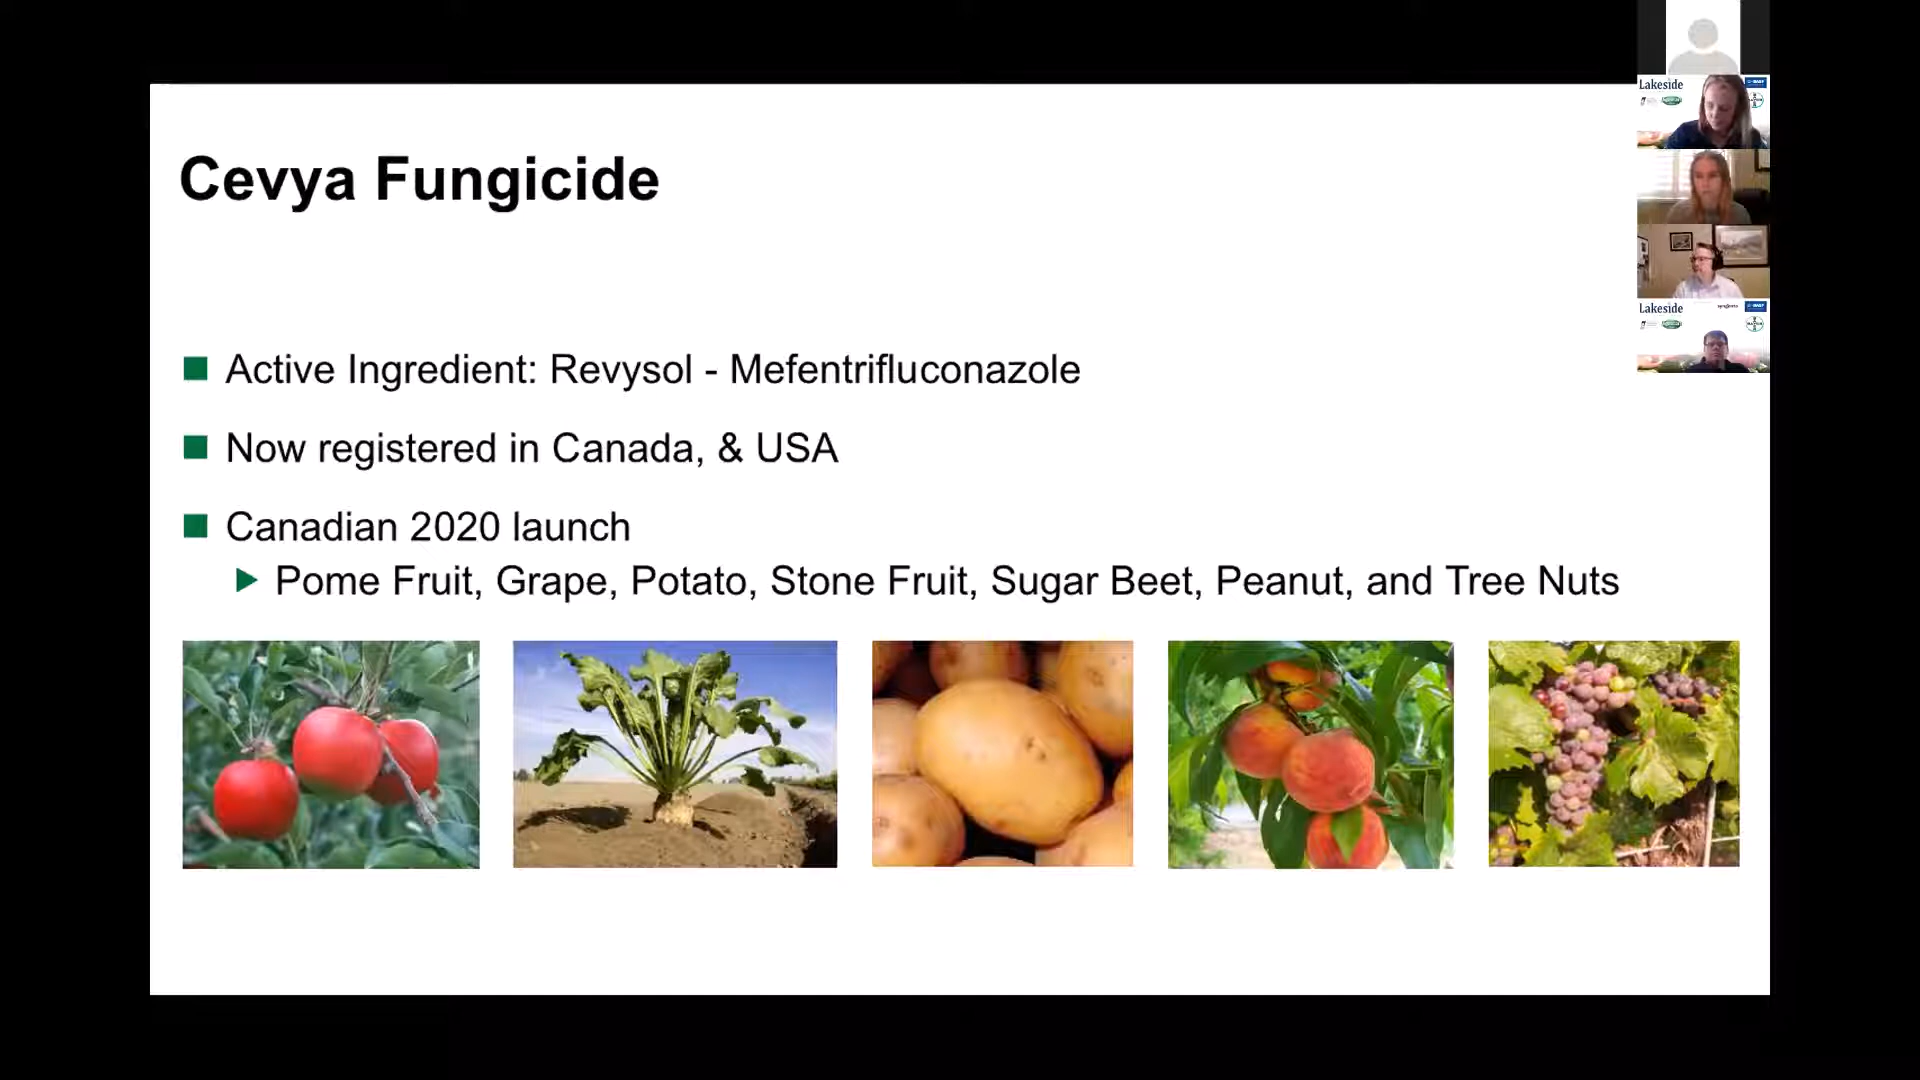 Cevya Fungicide
Active Ingredient: Revysol - Mefentrifluconazole
Now registered in Canada, & USA
Canadian 2020 launch
Pome Fruit, Grape, Potato, Stone Fruit, Sugar Beet, Peanut, and Tree Nuts
Lakeside
Lakeside